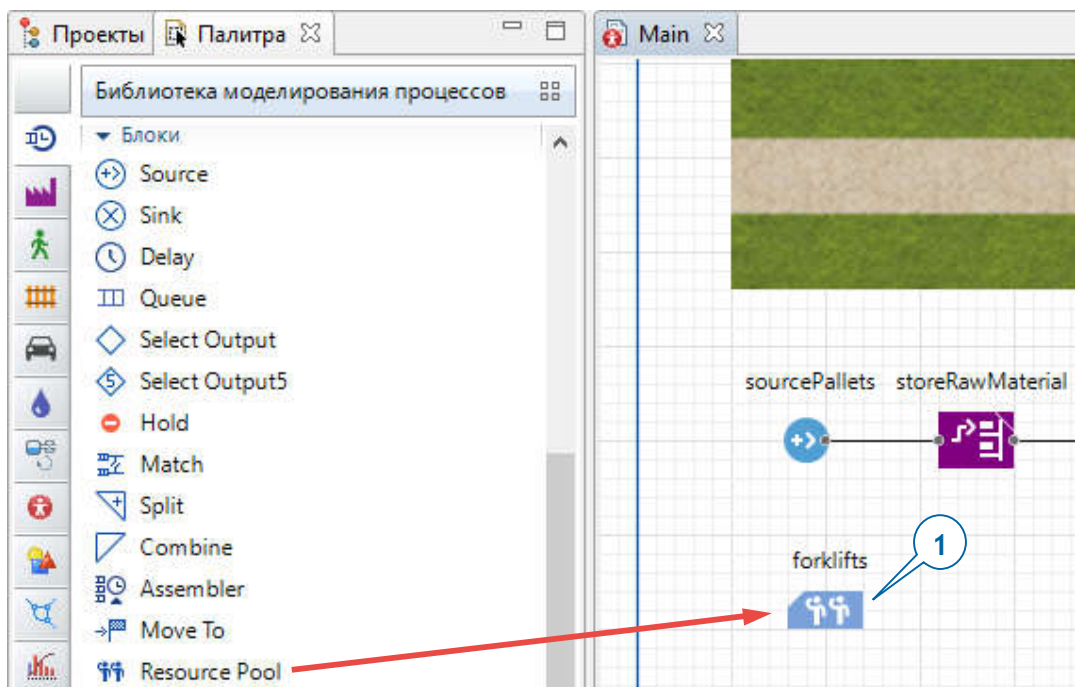 Проекты
Палитра
Main
Библиотека моделирования процессов
Блоки
Source
Sink
Delay
Queue
Select Output
Select Output5
Hold
Match
Split
Combine
Assembler
Move To
Resource Pool
sourcePallets
storeRawMaterial
forklifts
1